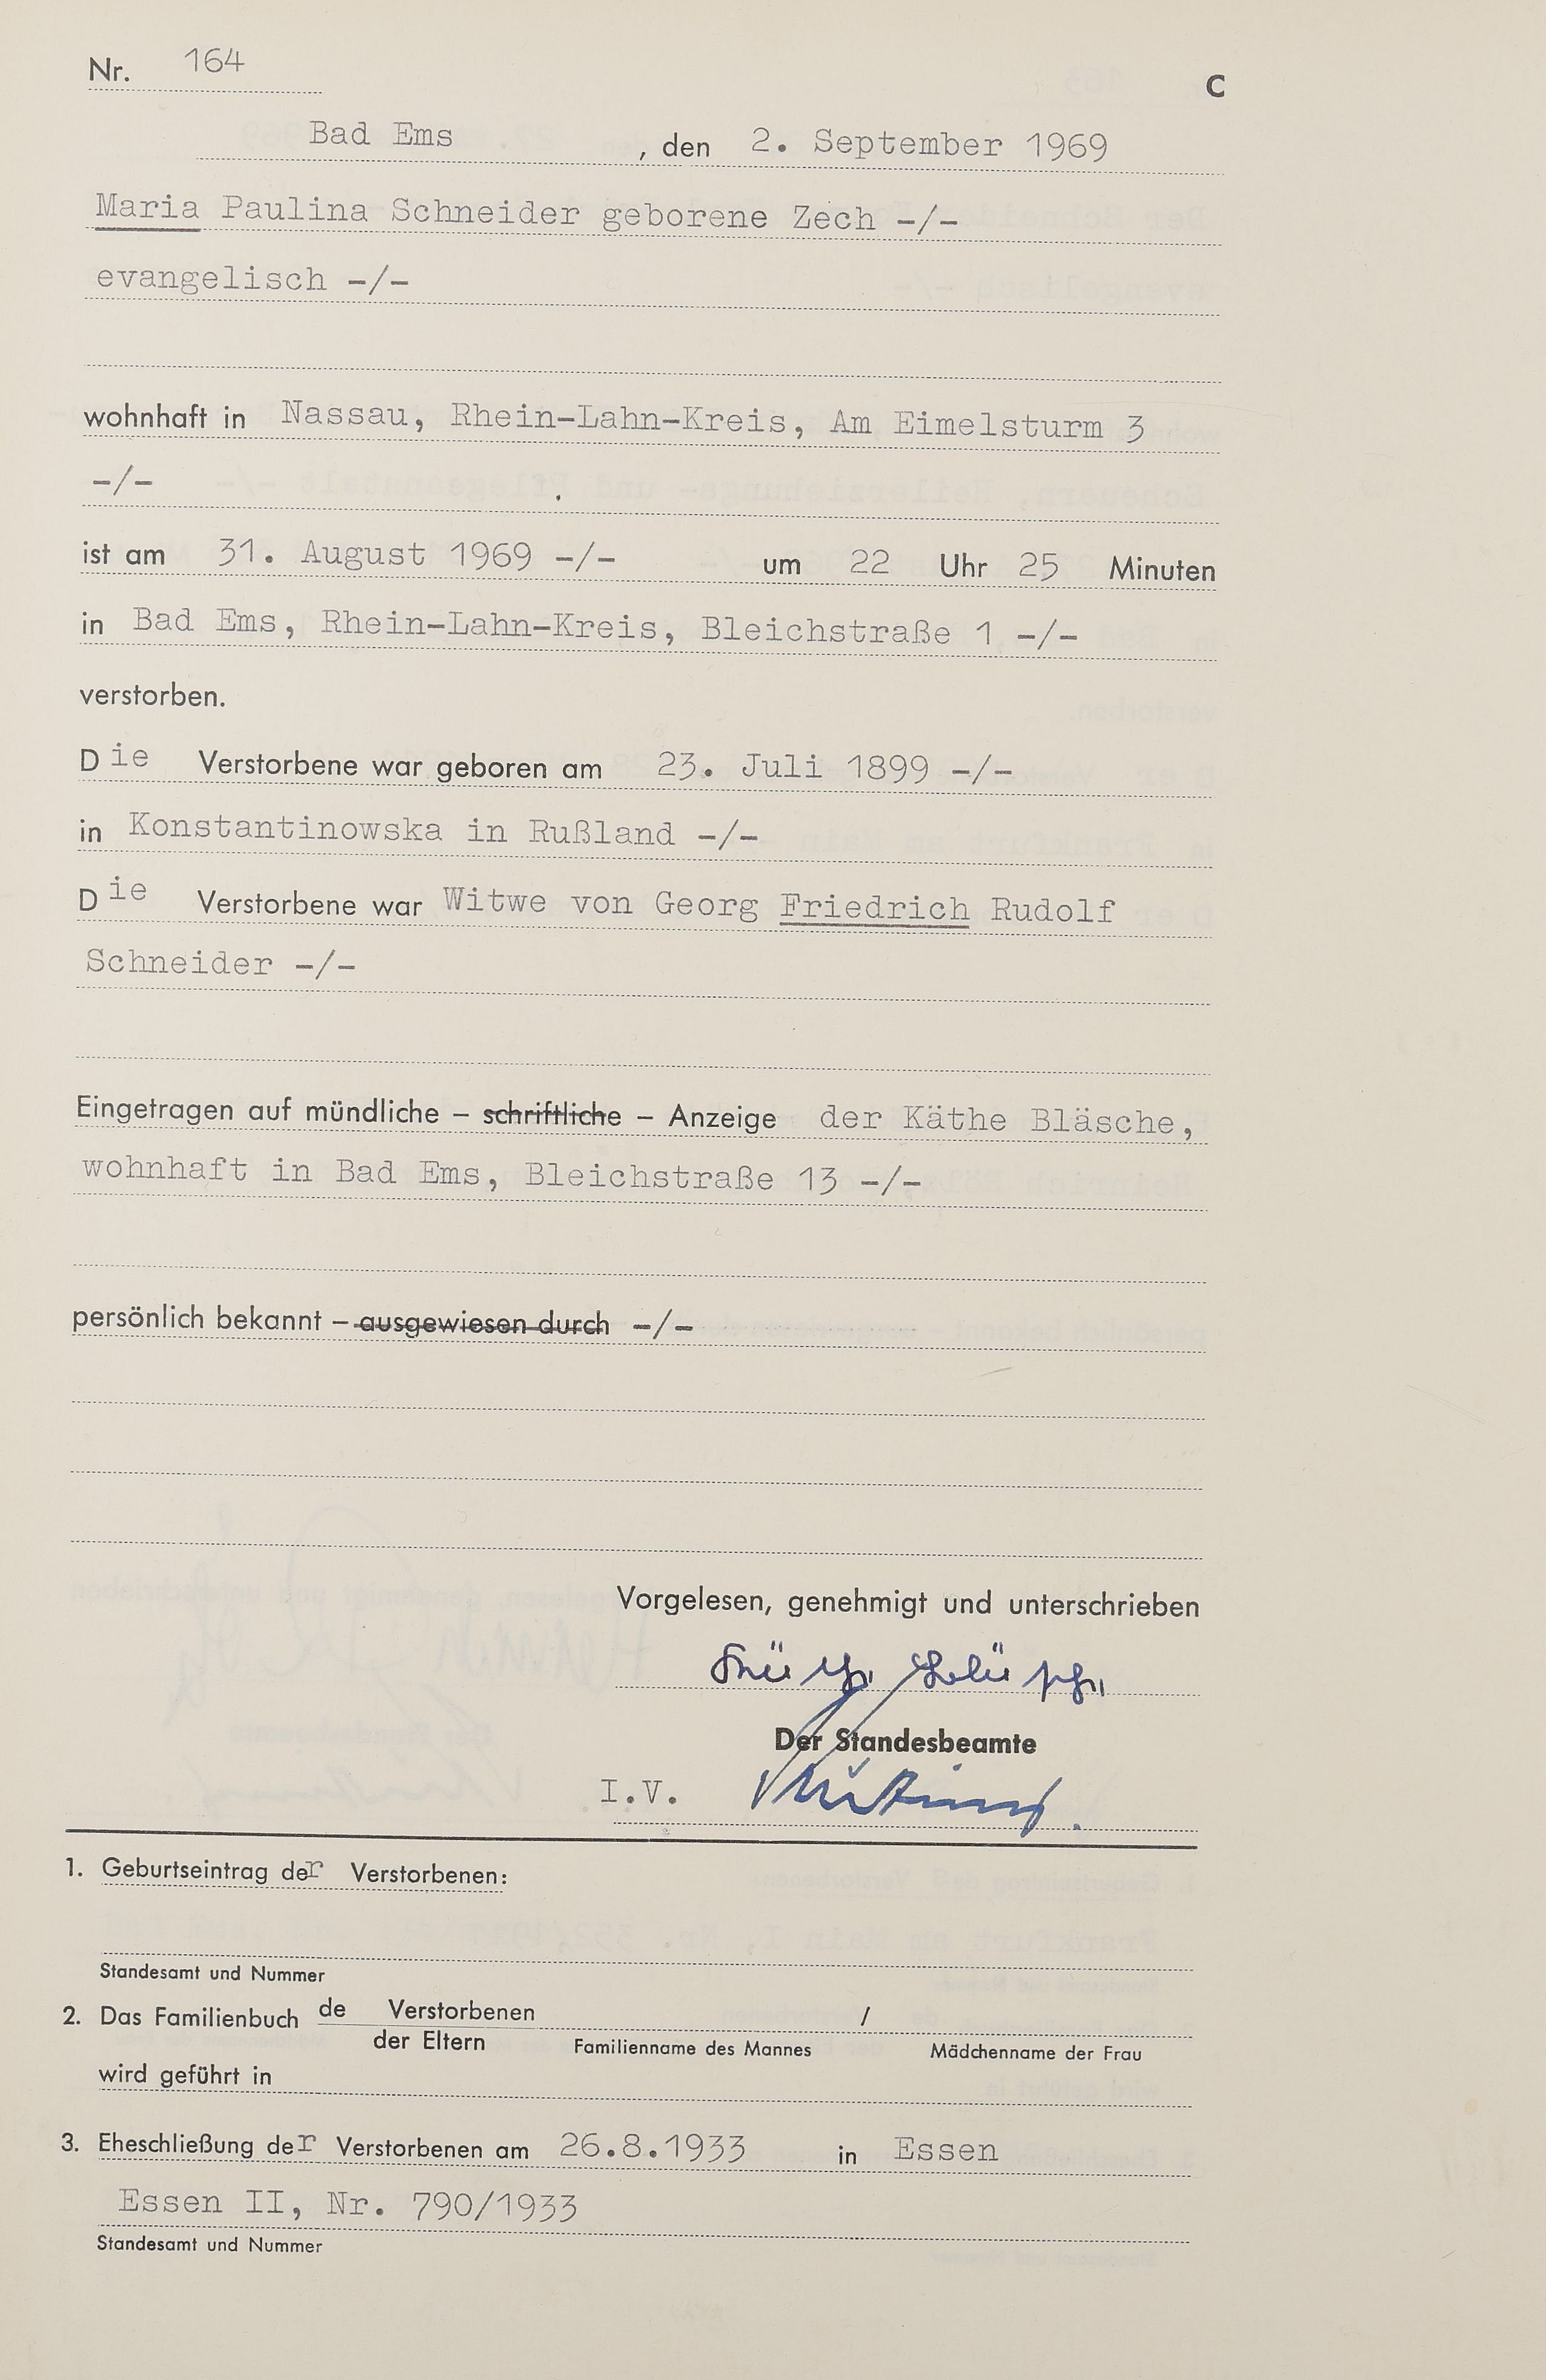 Nr. 164
C
Bad Ems , den 2. September 1969
Maria Paulina Schneider geborene Zech -/-
evangelisch -/-
wohnhaft in Nassau, Rhein-Lahn-Kreis, Am Eimelsturm 3
-/-
ist am 31. August 1969 -/- um 22 Uhr 25 Minuten
in Bad Ems, Rhein-Lahn-Kreis, Bleichstraße 1 -/-
verstorben.
Die Verstorbene war geboren am 23. Juli 1899 -/-
in Konstantinowska in Rußland -/-
Die Verstorbene war Witwe von Georg Friedrich Rudolf
Schneider -/-
Eingetragen auf mündliche – schriftliche – Anzeige der Käthe Bläsche,
wohnhaft in Bad Ems, Bleichstraße 13 -/-
persönlich bekannt – ausgewiesen durch -/-
Vorgelesen, genehmigt und unterschrieben
Käthe Bläsche
Der Standesbeamte
I.V.
1. Geburtseintrag der Verstorbenen:
Standesamt und Nummer
2. Das Familienbuch de Verstorbenen /
der Eltern Familienname des Mannes Mädchenname der Frau
wird geführt in
3. Eheschließung der Verstorbenen am 26.8.1933 in Essen
Essen II, Nr. 790/1933
Standesamt und Nummer